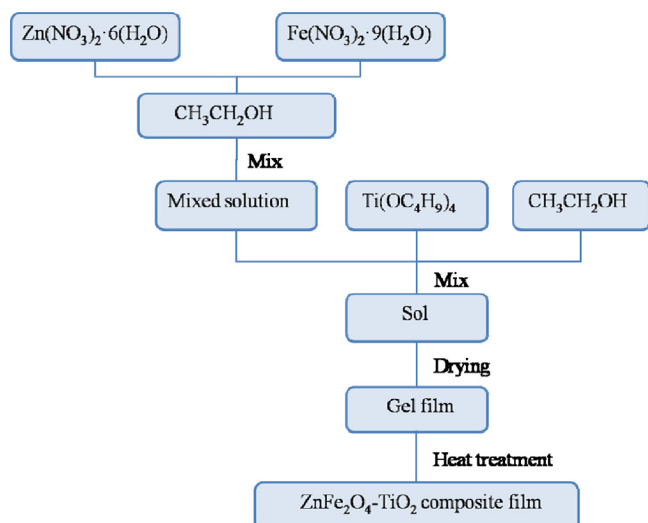 Zn(NO₃)₂·6(H₂O)
Fe(NO₃)₂·9(H₂O)
CH₃CH₂OH
Mix
Mixed solution
Ti(OC₄H₉)₄
CH₃CH₂OH
Mix
Sol
Drying
Gel film
Heat treatment
ZnFe₂O₄-TiO₂ composite film